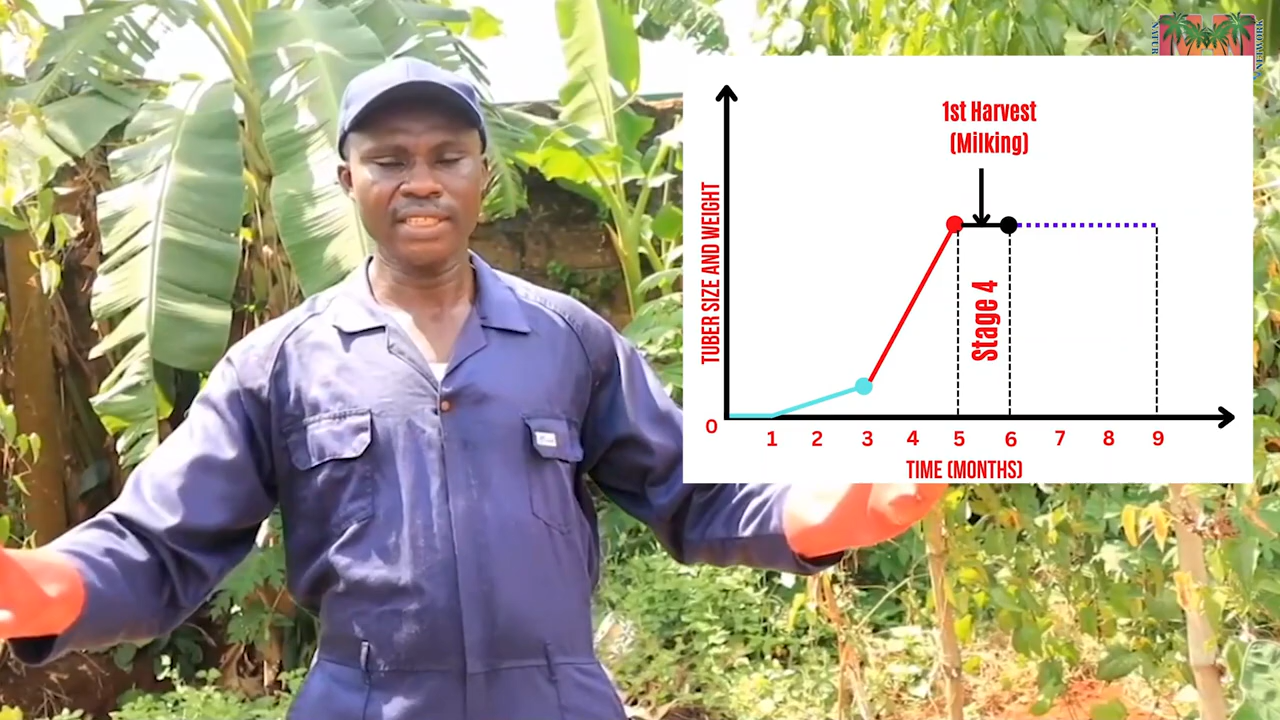 1st Harvest
(Milking)
TUBER SIZE AND WEIGHT
Stage 4
0
1 2 3 4 5 6 7 8 9
TIME (MONTHS)